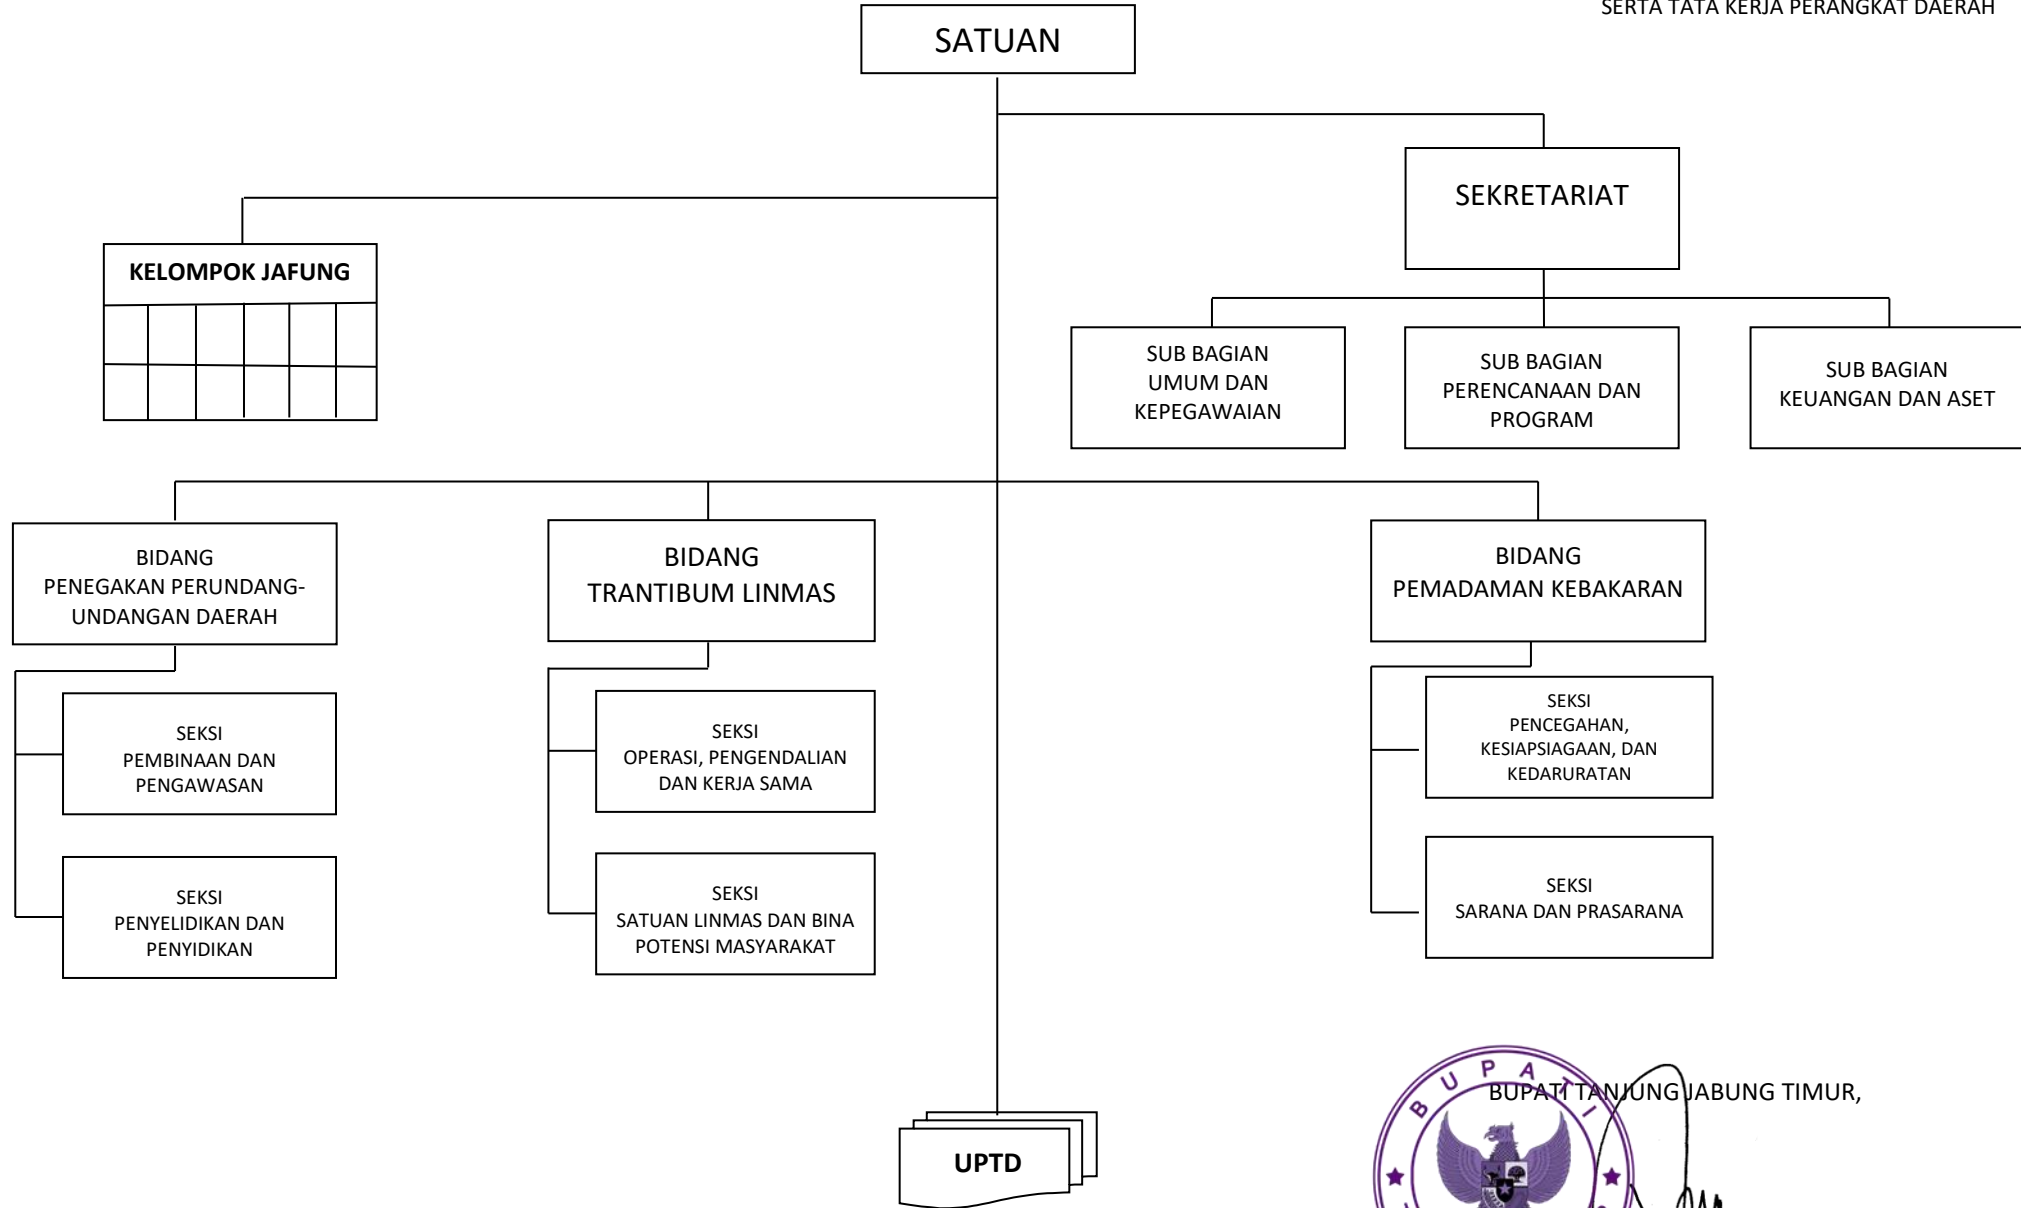 SERTA TATA KERJA PERANGKAT DAERAH
SATUAN
SEKRETARIAT
KELOMPOK JAFUNG
SUB BAGIAN
UMUM DAN
KEPEGAWAIAN
SUB BAGIAN
PERENCANAAN DAN
PROGRAM
SUB BAGIAN
KEUANGAN DAN ASET
BIDANG
PENEGAKAN PERUNDANG-
UNDANGAN DAERAH
BIDANG
TRANTIBUM LINMAS
BIDANG
PEMADAMAN KEBAKARAN
SEKSI
PEMBINAAN DAN
PENGAWASAN
SEKSI
OPERASI, PENGENDALIAN
DAN KERJA SAMA
SEKSI
PENCEGAHAN,
KESIAPSIAGAAN, DAN
KEDARURATAN
SEKSI
PENYELIDIKAN DAN
PENYIDIKAN
SEKSI
SATUAN LINMAS DAN BINA
POTENSI MASYARAKAT
SEKSI
SARANA DAN PRASARANA
UPTD
BUPATI TANJUNG JABUNG TIMUR,
BUPATI